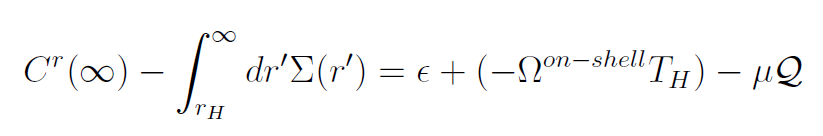 C^r(∞) − ∫_{r_H}^{∞} dr′Σ(r′) = ϵ + (−Ω^{on−shell}T_H) − μ𝒬